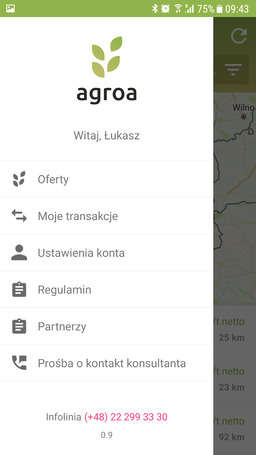 75% 09:43
agroa
Witaj, Łukasz
Wilno
Oferty
Moje transakcje
Ustawienia konta
Regulamin
Partnerzy
Prośba o kontakt konsultanta
/t netto
25 km
/t netto
23 km
/t netto
92 km
Infolinia (+48) 22 299 33 30
0.9